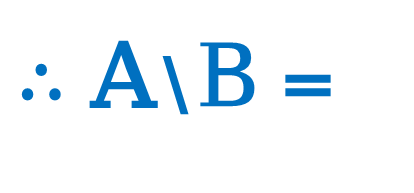 ∴ A\B =